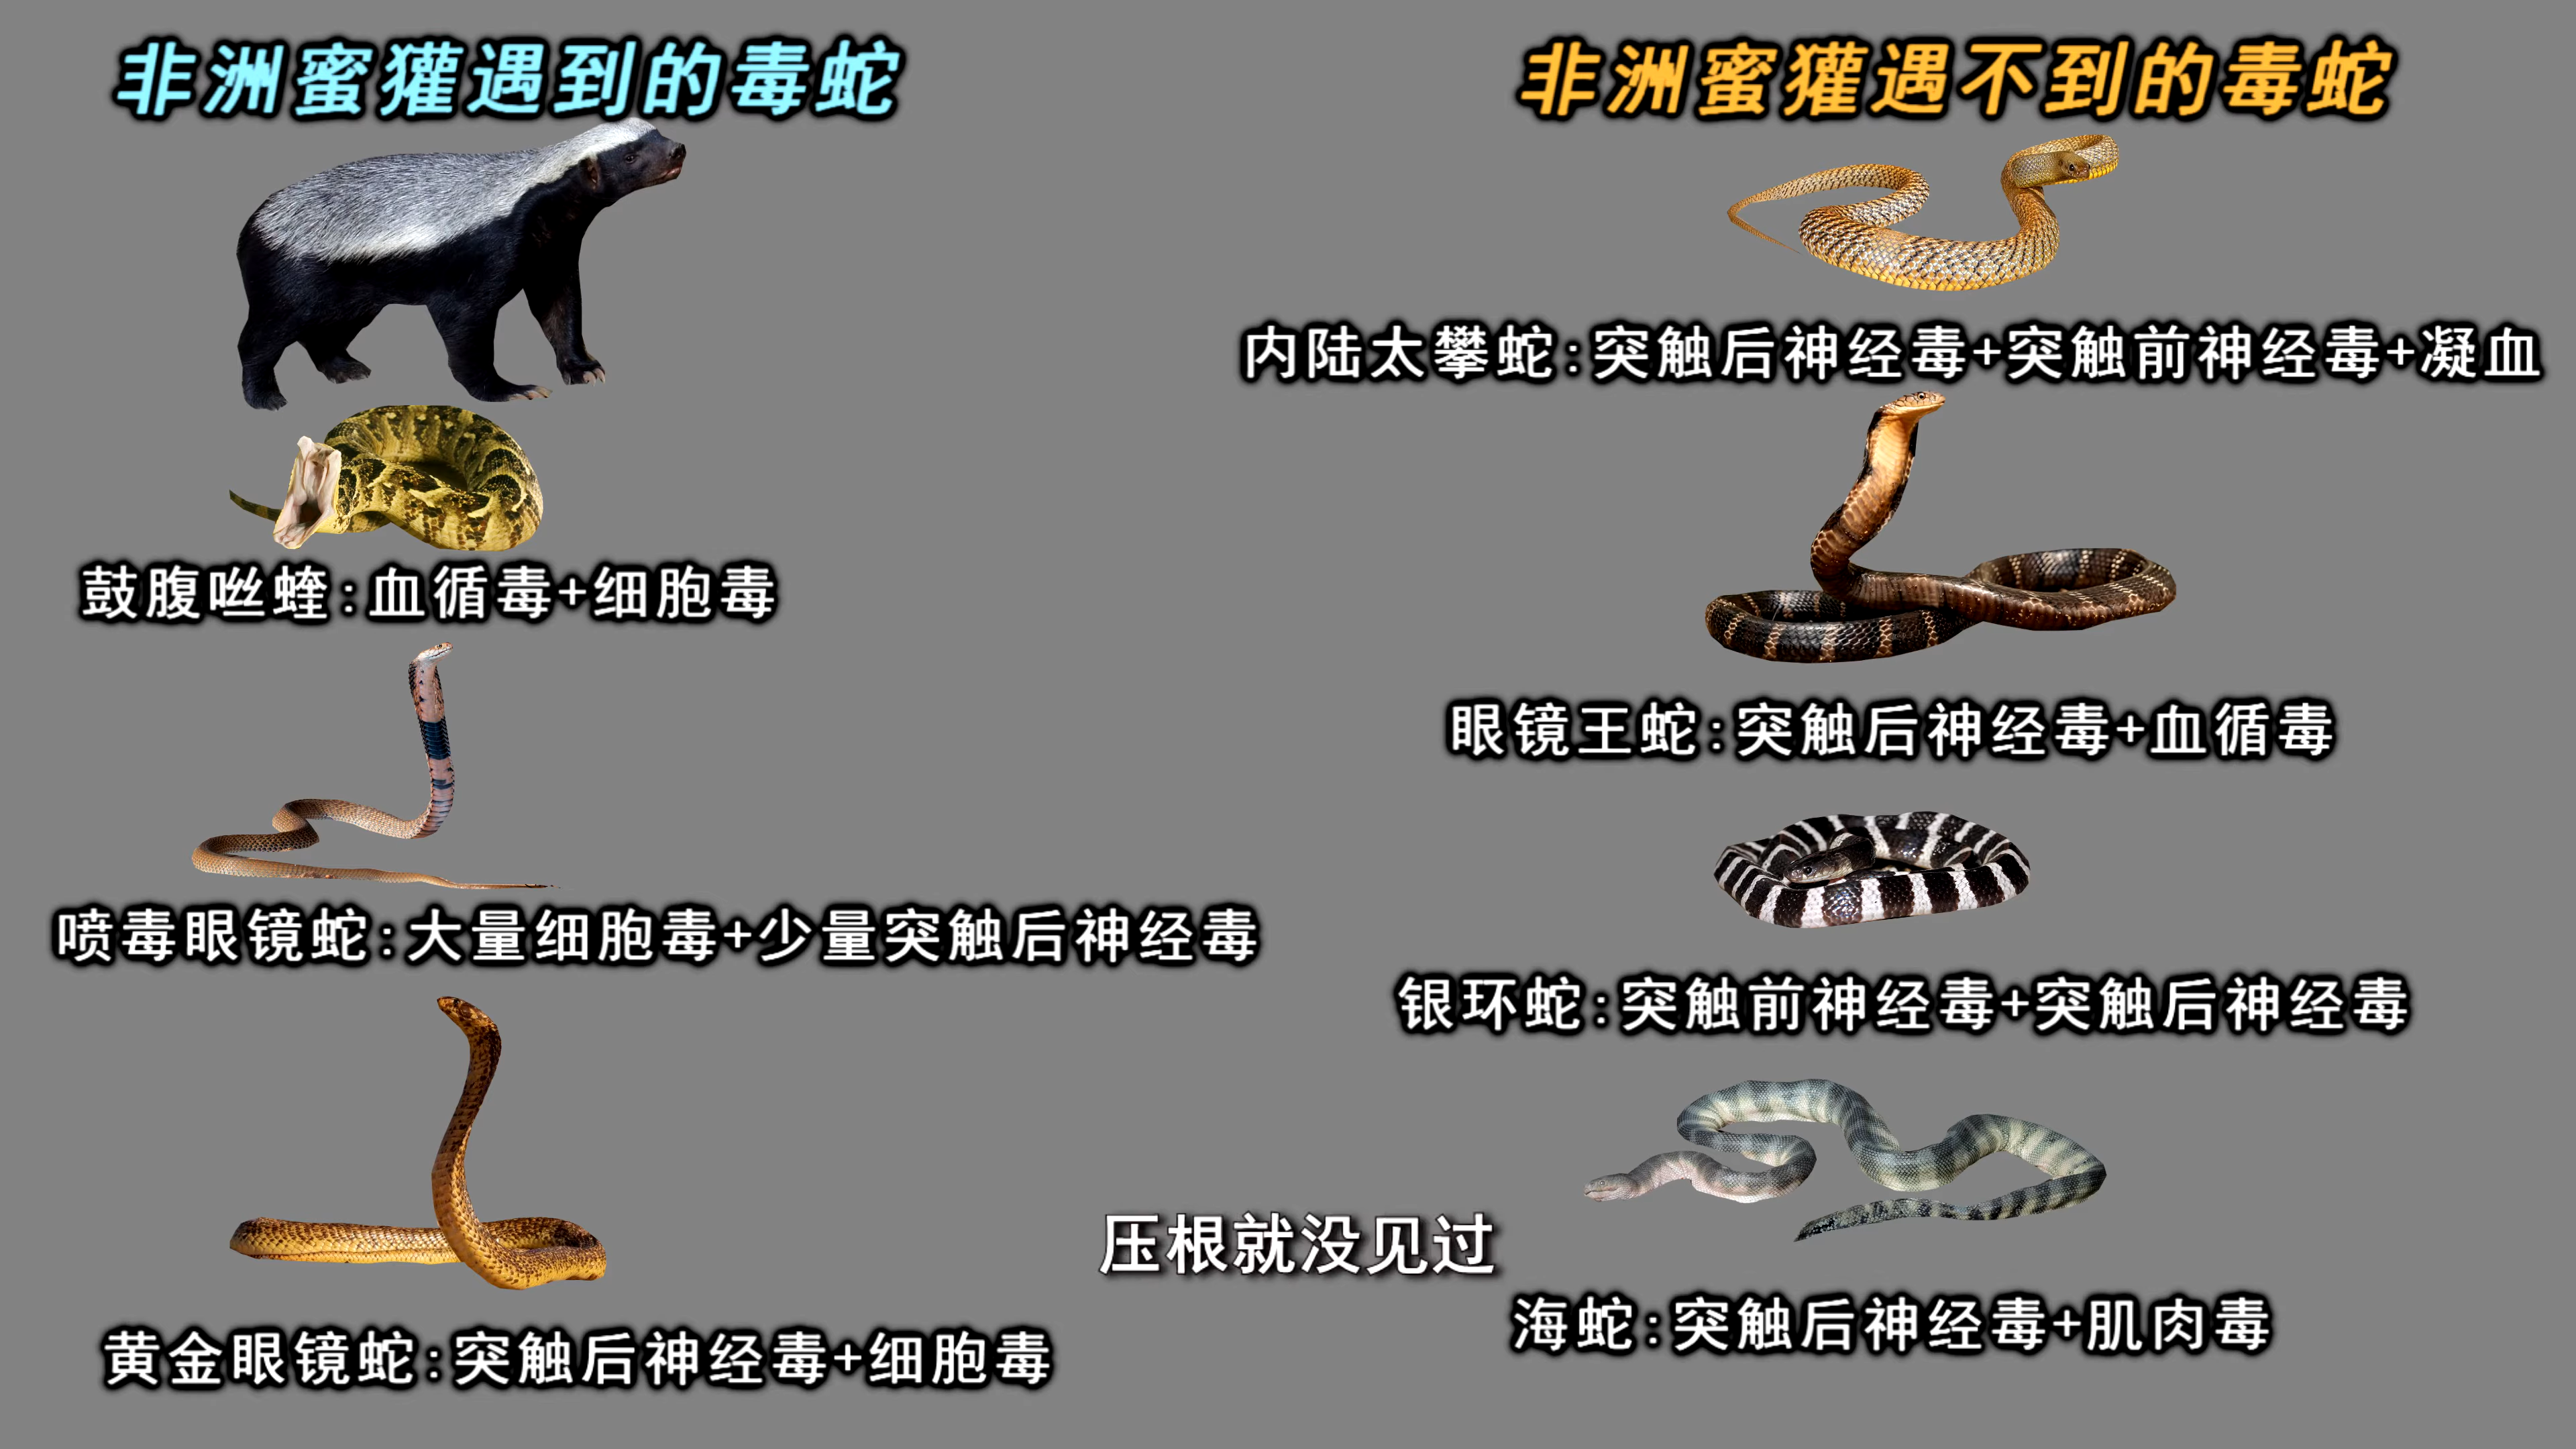 非洲蜜獾遇到的毒蛇
鼓腹咝蝰:血循毒+细胞毒
喷毒眼镜蛇:大量细胞毒+少量突触后神经毒
黄金眼镜蛇:突触后神经毒+细胞毒
非洲蜜獾遇不到的毒蛇
内陆太攀蛇:突触后神经毒+突触前神经毒+凝血
眼镜王蛇:突触后神经毒+血循毒
银环蛇:突触前神经毒+突触后神经毒
海蛇:突触后神经毒+肌肉毒
压根就没见过